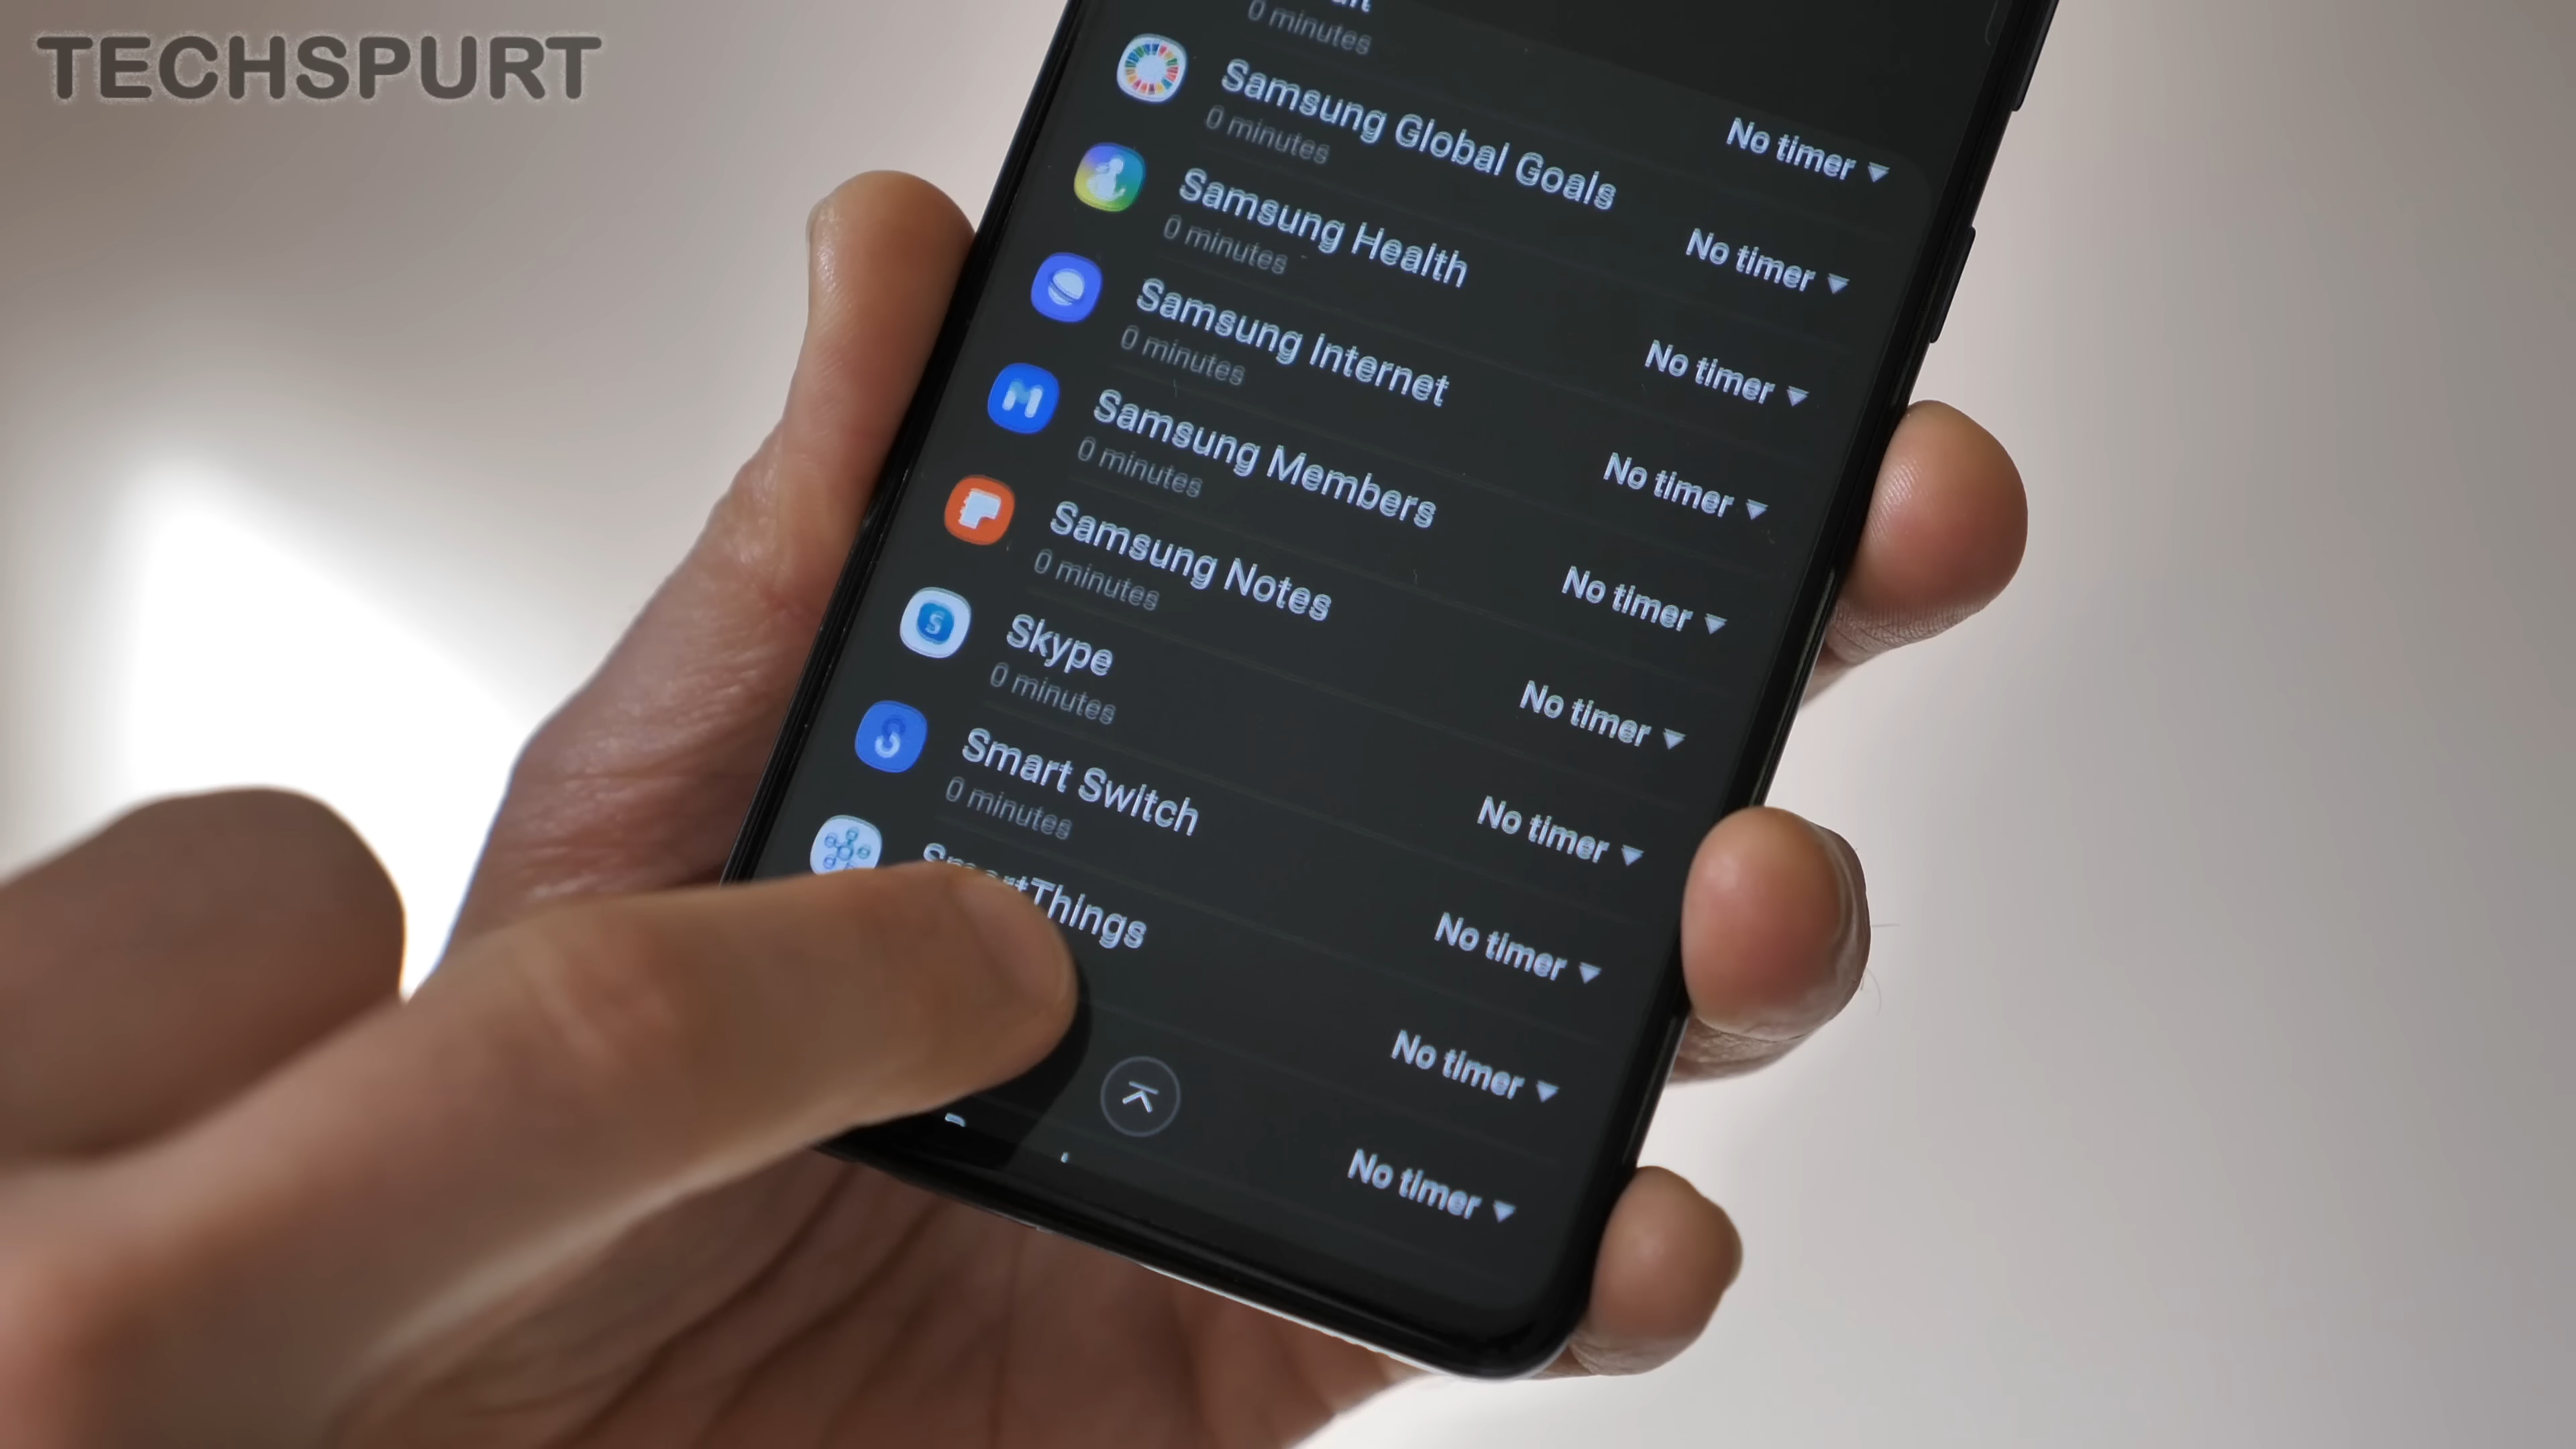 TECHSPURT
0 minutes
Samsung Global Goals
No timer
0 minutes
Samsung Health
No timer
0 minutes
Samsung Internet
No timer
0 minutes
Samsung Members
No timer
0 minutes
Samsung Notes
No timer
0 minutes
Skype
No timer
0 minutes
Smart Switch
No timer
0 minutes
SmartThings
No timer
No timer
No timer